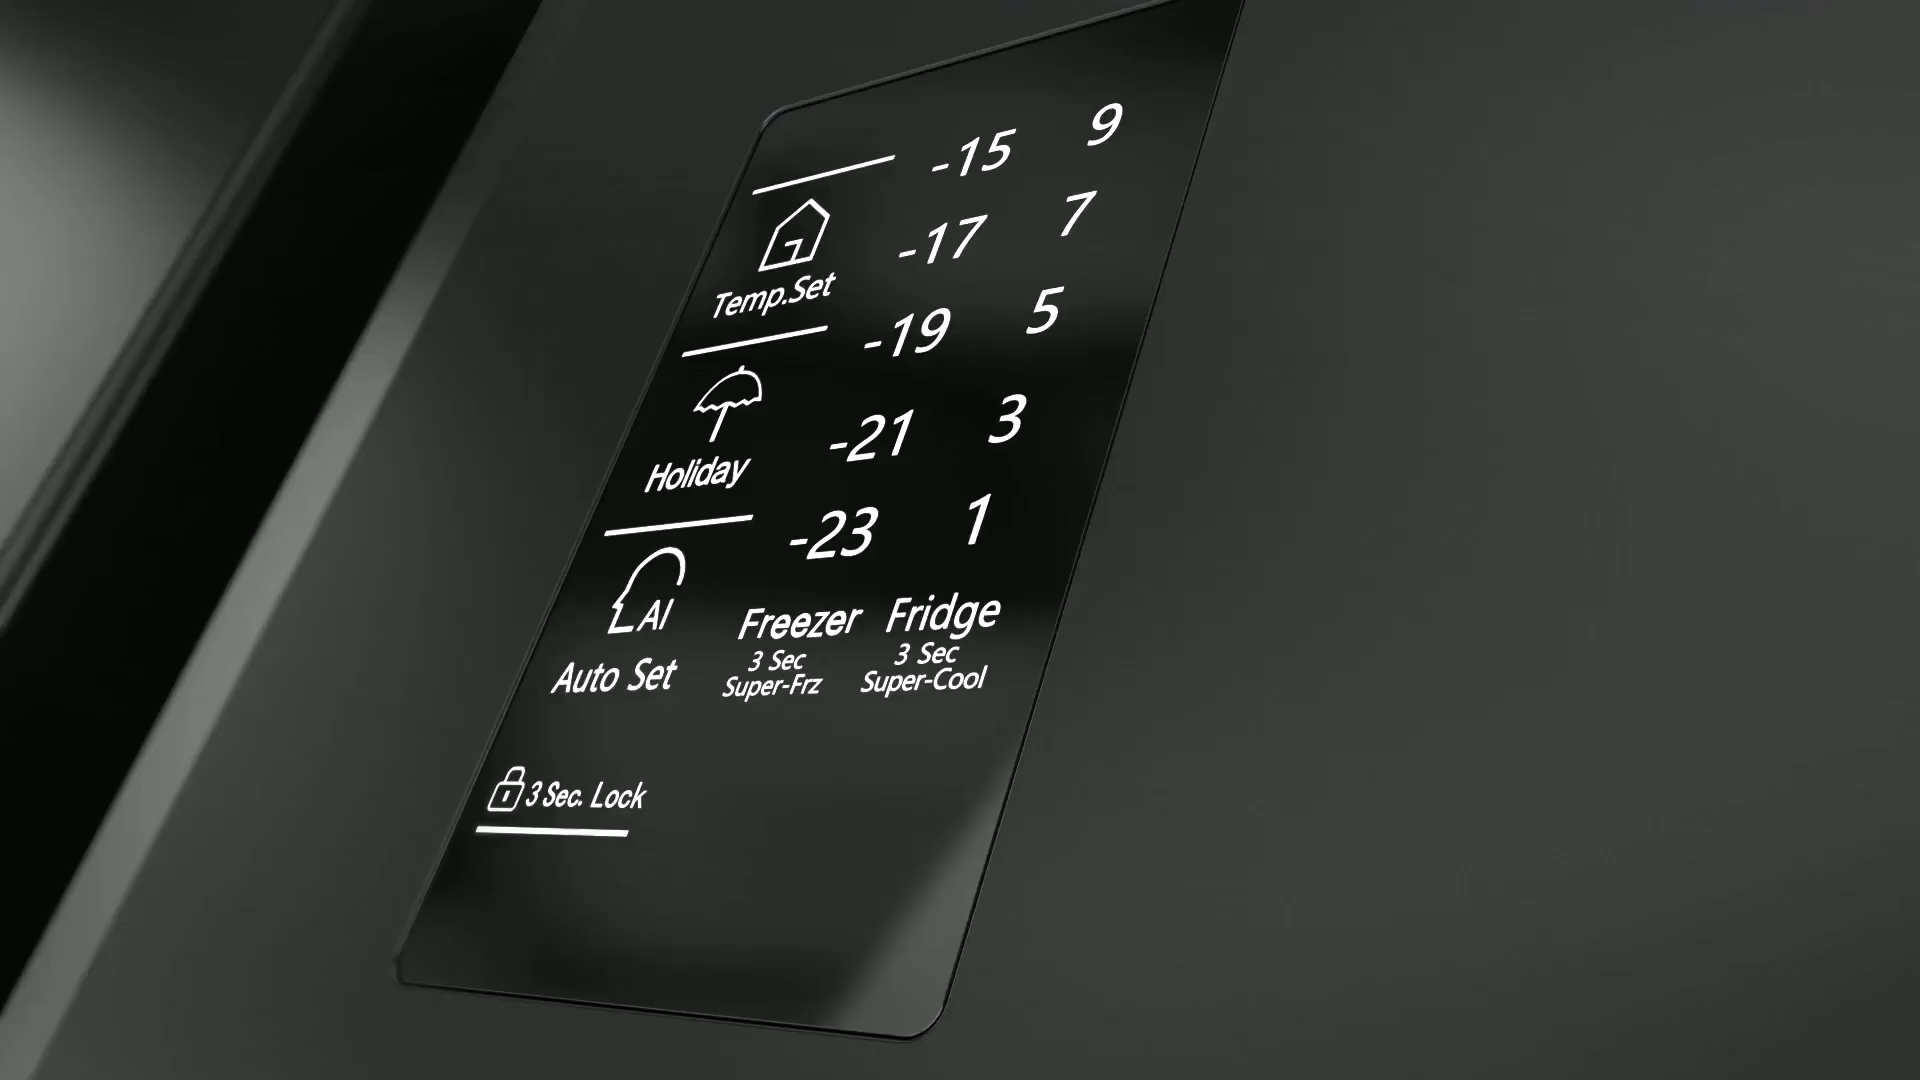 -15 9
-17 7
Temp.Set
-19 5
-21 3
Holiday
-23 1
AI
Auto Set
Freezer Fridge
3 Sec 3 Sec
Super-Frz Super-Cool
3 Sec. Lock